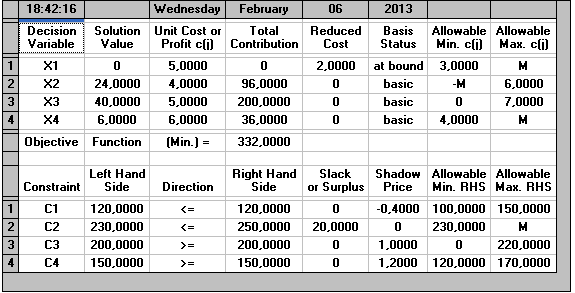 18:42:16 Wednesday February 06 2013
Decision Solution Unit Cost or Total Reduced Basis Allowable Allowable
Variable Value Profit c(j) Contribution Cost Status Min. c(j) Max. c(j)
1 X1 0 5,0000 0 2,0000 at bound 3,0000 M
2 X2 24,0000 4,0000 96,0000 0 basic -M 6,0000
3 X3 40,0000 5,0000 200,0000 0 basic 0 7,0000
4 X4 6,0000 6,0000 36,0000 0 basic 4,0000 M
Objective Function (Min.) = 332,0000
Left Hand Right Hand Slack Shadow Allowable Allowable
Constraint Side Direction Side or Surplus Price Min. RHS Max. RHS
1 C1 120,0000 <= 120,0000 0 -0,4000 100,0000 150,0000
2 C2 230,0000 <= 250,0000 20,0000 0 230,0000 M
3 C3 200,0000 >= 200,0000 0 1,0000 0 220,0000
4 C4 150,0000 >= 150,0000 0 1,2000 120,0000 170,0000